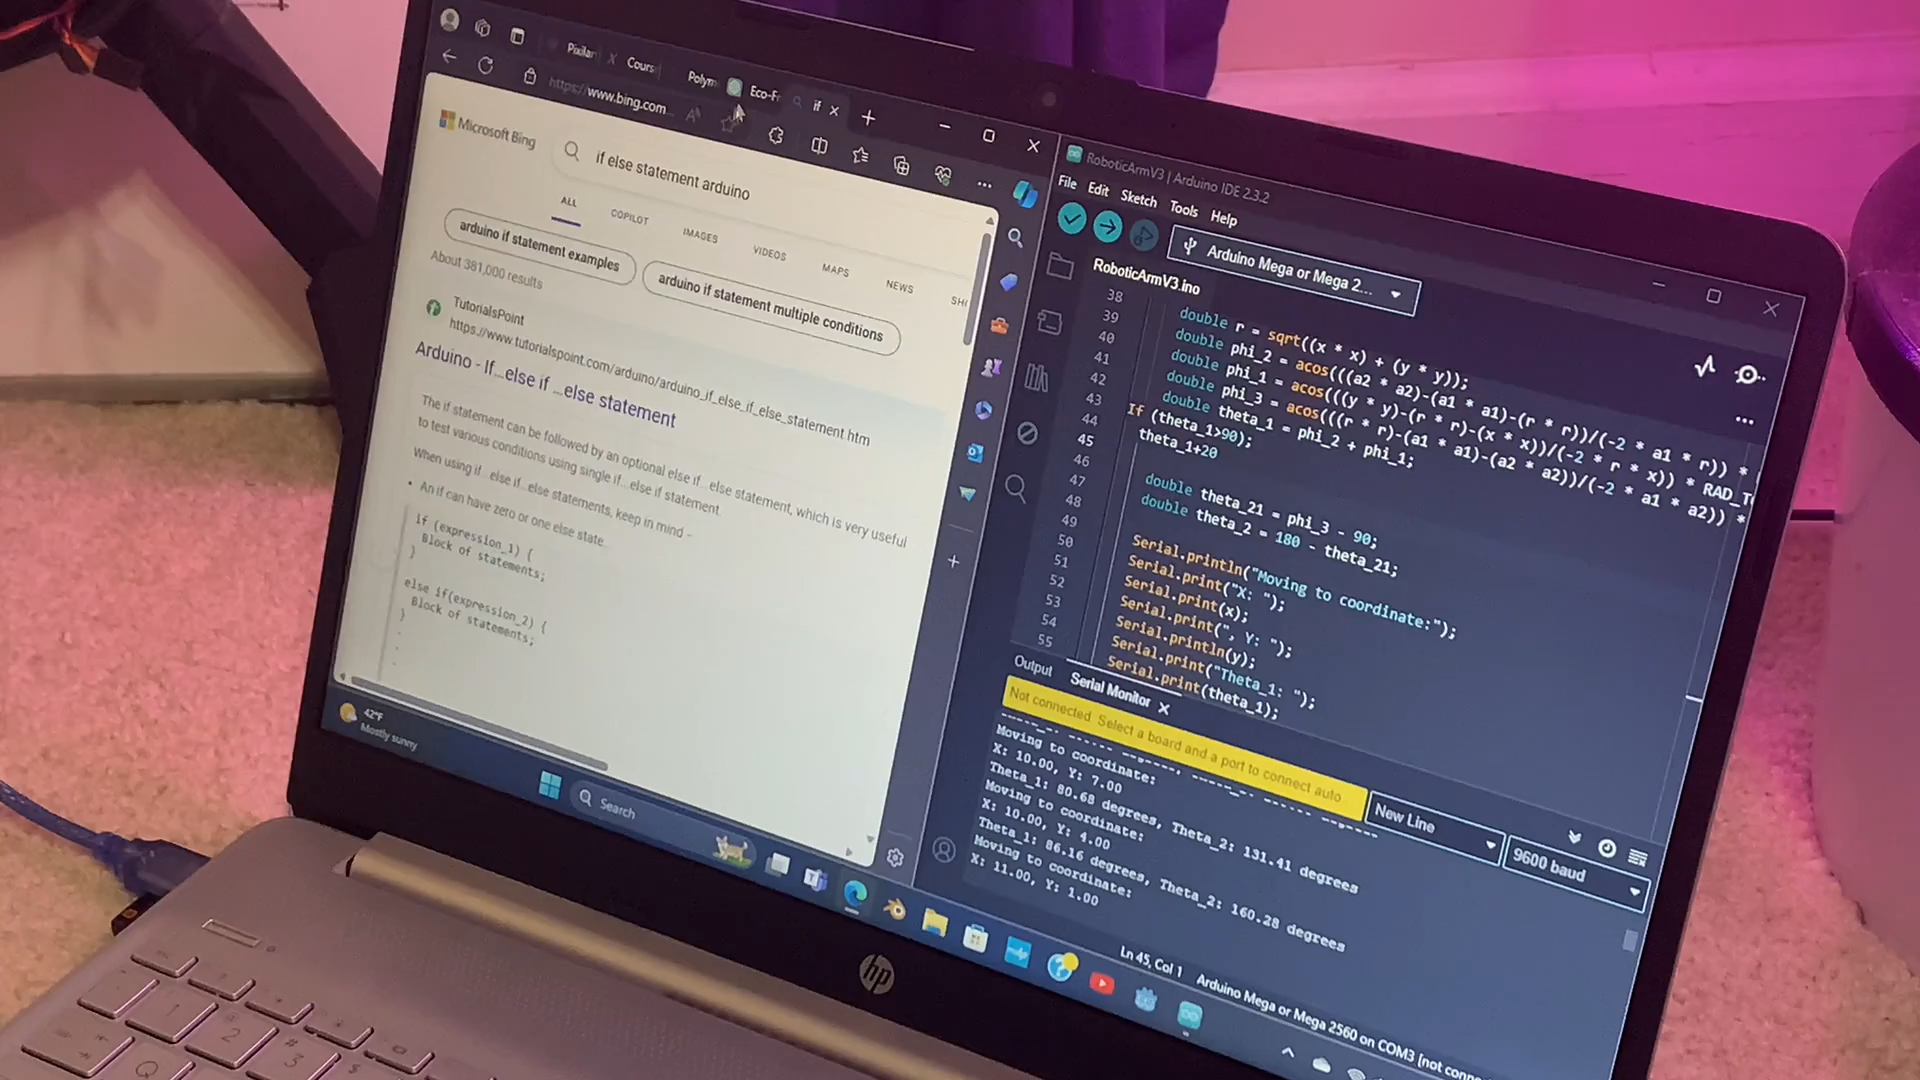 Pixilar
Cours
Polym
Eco-Fr
if
https://www.bing.com
Microsoft Bing
if else statement arduino
ALL
COPILOT
IMAGES
VIDEOS
MAPS
NEWS
arduino if statement examples
arduino if statement multiple conditions
About 381,000 results
TutorialsPoint
https://www.tutorialspoint.com/arduino/arduino_if_else_if_else_statement.htm
Arduino - If...else if ...else statement
The if statement can be followed by an optional else if...else statement, which is very useful
to test various conditions using single if...else if statement.
When using if...else if...else statements, keep in mind -
• An if can have zero or one else state...
if (expression_1) {
Block of statements;
}
else if(expression_2) {
Block of statements;
}
.
.
.
42°F
Mostly sunny
Search
RoboticArmV3 | Arduino IDE 2.3.2
File Edit Sketch Tools Help
Arduino Mega or Mega 2...
RoboticArmV3.ino
38
39
40
41
42
43
44
45
46
47
48
49
50
51
52
53
54
55
double r = sqrt((x * x) + (y * y));
double phi_2 = acos(((a2 * a2)-(a1 * a1)-(r * r))/(-2 * a1 * r)) *
double phi_1 = acos(((y * y)-(r * r)-(x * x))/(-2 * r * x)) * RAD_T
double phi_3 = acos(((r * r)-(a1 * a1)-(a2 * a2))/(-2 * a1 * a2)) *
double theta_1 = phi_2 + phi_1;
If (theta_1>90);
theta_1+20
double theta_21 = phi_3 - 90;
double theta_2 = 180 - theta_21;
Serial.println("Moving to coordinate:");
Serial.print("X: ");
Serial.print(x);
Serial.print(", Y: ");
Serial.println(y);
Serial.print("Theta_1: ");
Serial.print(theta_1);
Output
Serial Monitor
Not connected. Select a board and a port to connect auto
New Line
9600 baud
Moving to coordinate:
X: 10.00, Y: 7.00
Theta_1: 80.68 degrees, Theta_2: 131.41 degrees
Moving to coordinate:
X: 10.00, Y: 4.00
Theta_1: 86.16 degrees, Theta_2: 160.28 degrees
Moving to coordinate:
X: 11.00, Y: 1.00
Ln 45, Col 1
Arduino Mega or Mega 2560 on COM3 [not conne
hp
1
2
3
Q